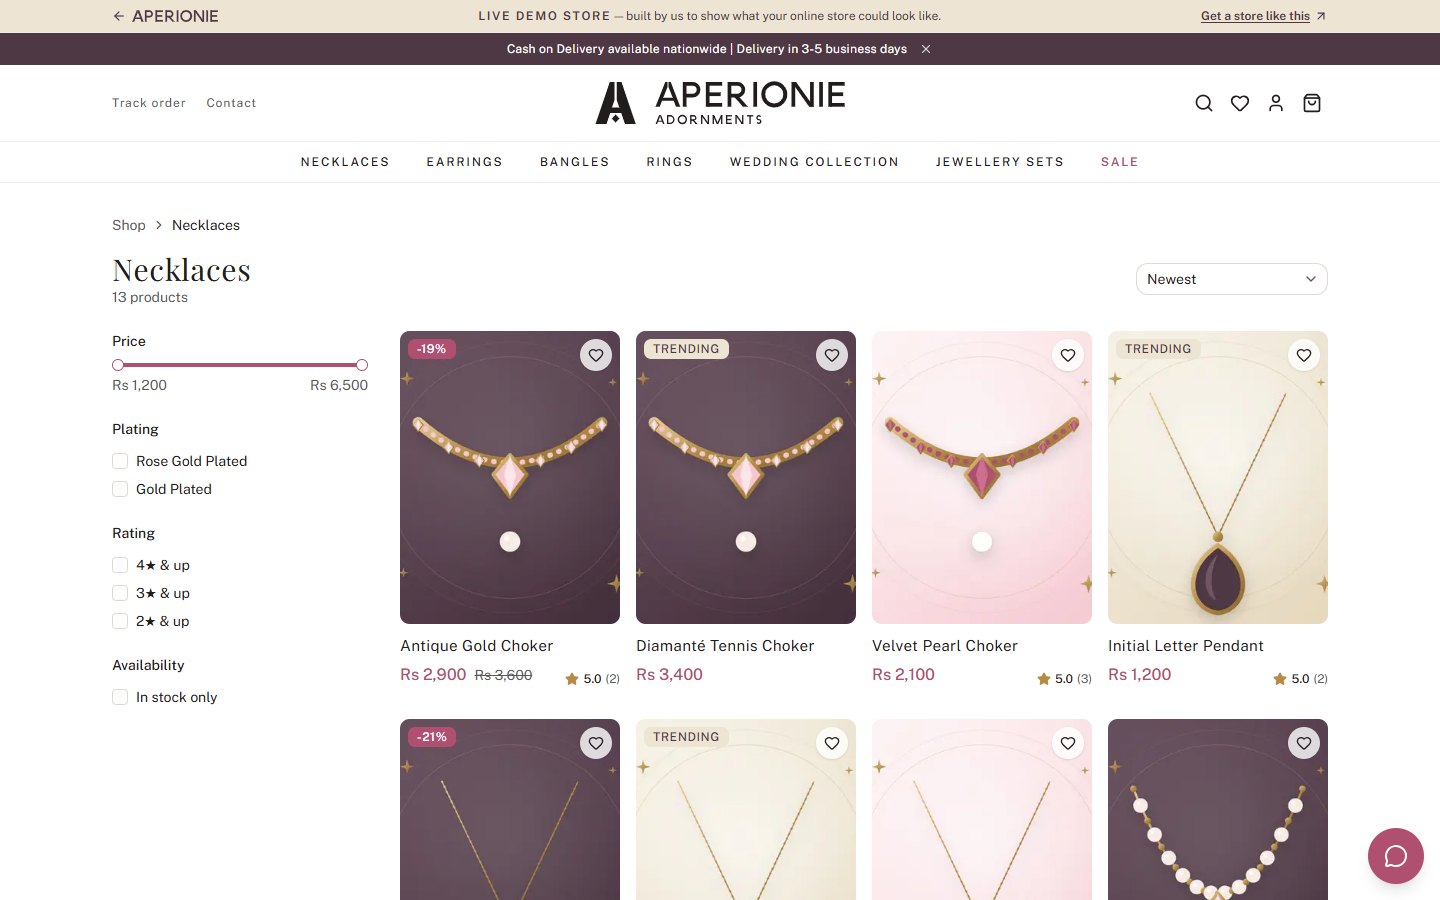 APERIONIE
LIVE DEMO STORE — built by us to show what your online store could look like.
Get a store like this
Cash on Delivery available nationwide | Delivery in 3-5 business days
Track order
Contact
APERIONIE
ADORNMENTS
NECKLACES
EARRINGS
BANGLES
RINGS
WEDDING COLLECTION
JEWELLERY SETS
SALE
Shop
Necklaces
Necklaces
13 products
Newest
Price
Rs 1,200
Rs 6,500
Plating
Rose Gold Plated
Gold Plated
Rating
4★ & up
3★ & up
2★ & up
Availability
In stock only
-19%
Antique Gold Choker
Rs 2,900 Rs 3,600
5.0 (2)
TRENDING
Diamanté Tennis Choker
Rs 3,400
Velvet Pearl Choker
Rs 2,100
5.0 (3)
TRENDING
Initial Letter Pendant
Rs 1,200
5.0 (2)
-21%
TRENDING